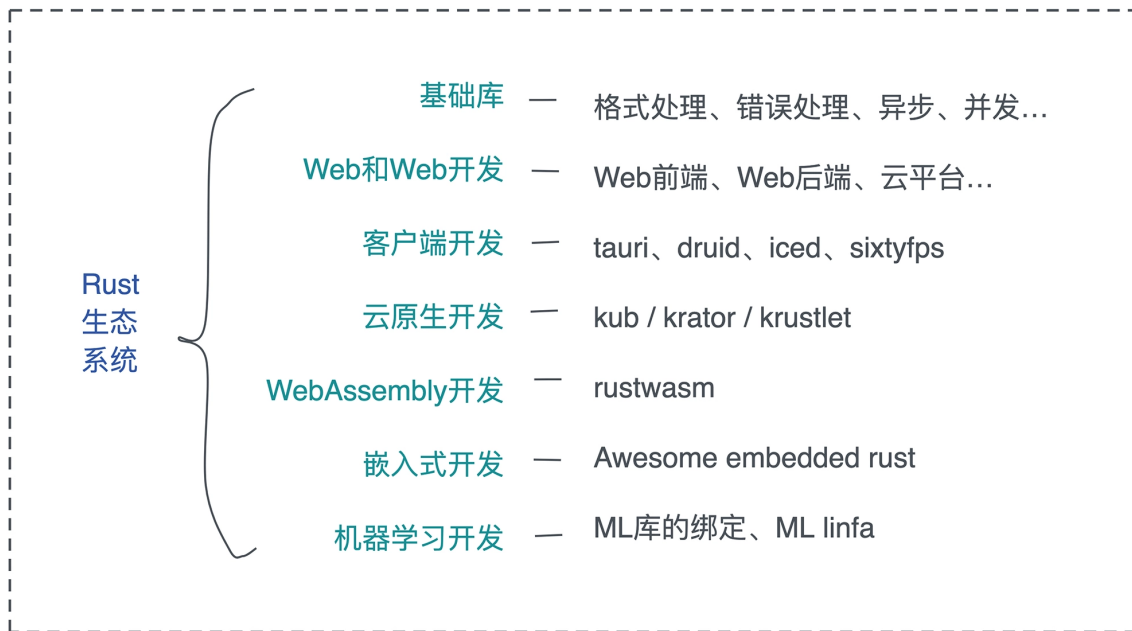 Rust
生态
系统
基础库 — 格式处理、错误处理、异步、并发…
Web和Web开发 — Web前端、Web后端、云平台…
客户端开发 — tauri、druid、iced、sixtyfps
云原生开发 — kub / krator / krustlet
WebAssembly开发 — rustwasm
嵌入式开发 — Awesome embedded rust
机器学习开发 — ML库的绑定、ML linfa